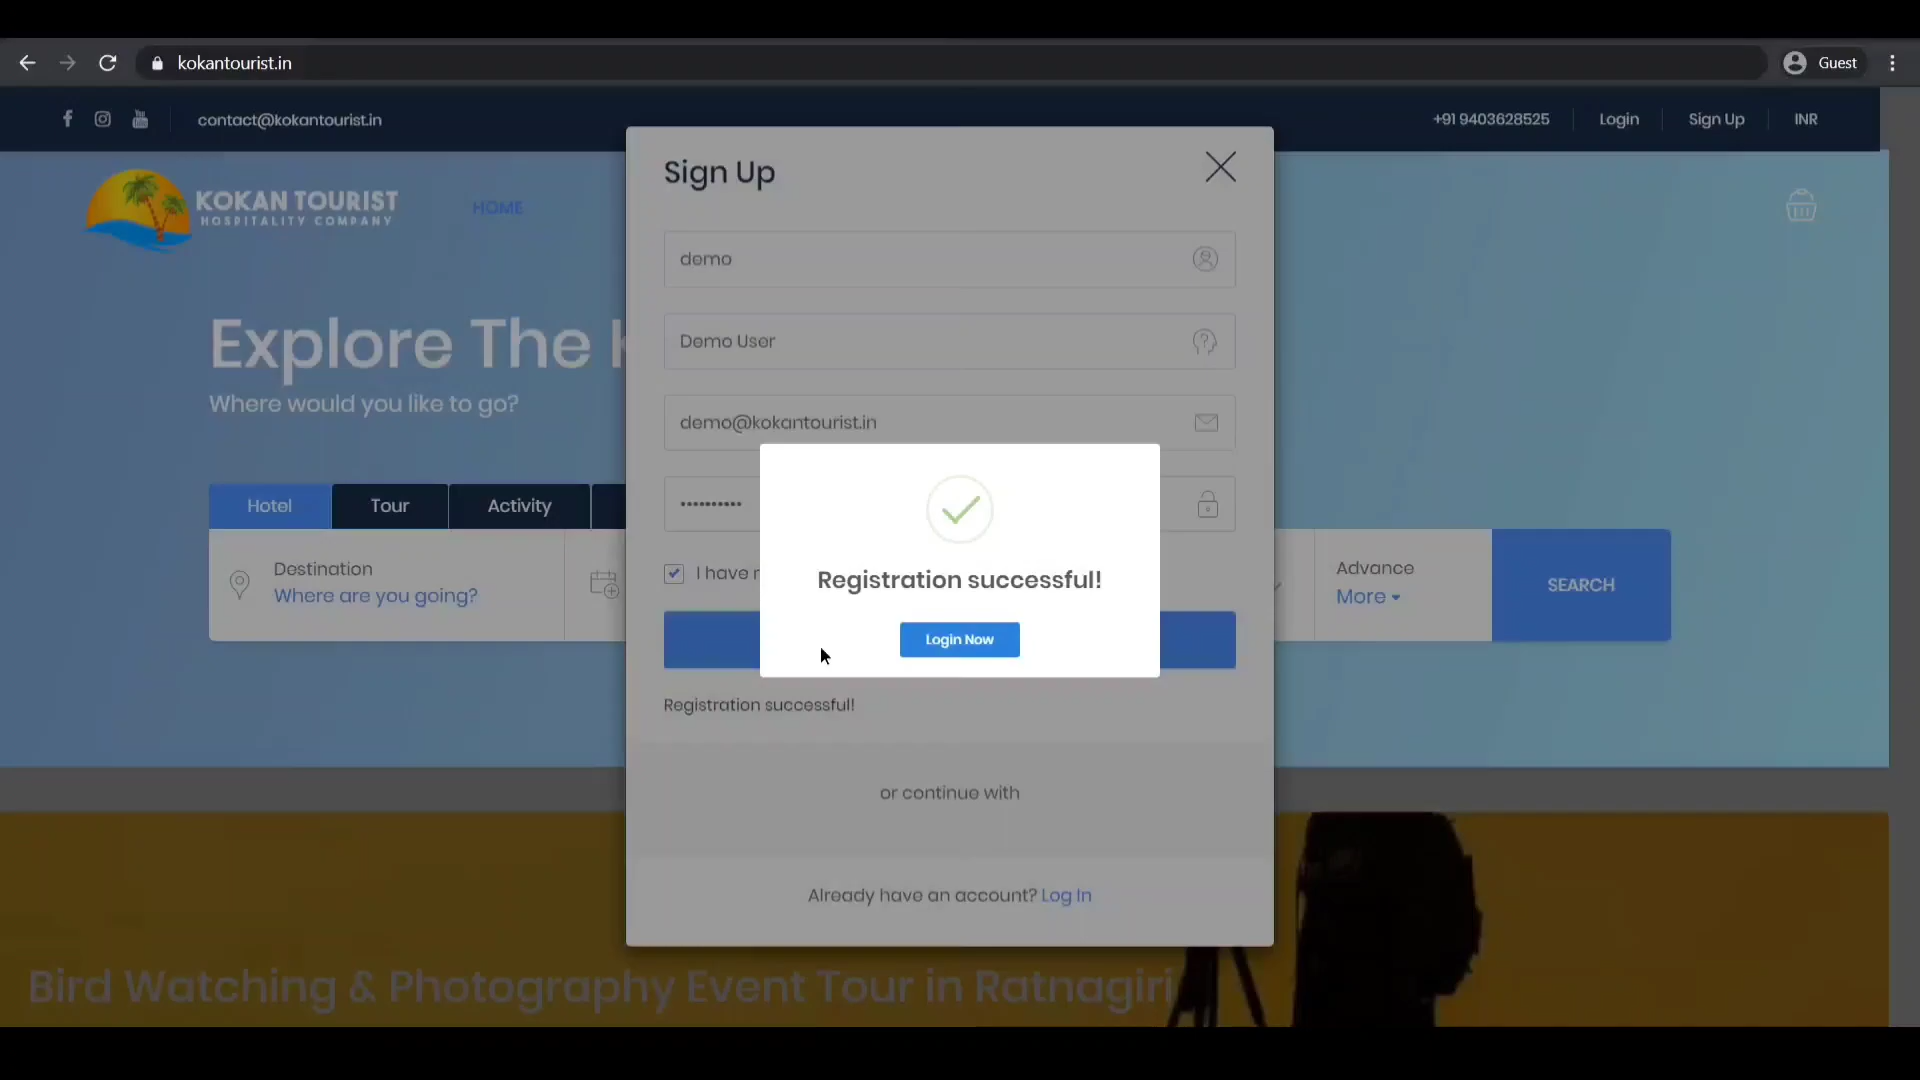 kokantourist.in
Guest
contact@kokantourist.in
+91 9403628525
Login
Sign Up
INR
KOKAN TOURIST
HOSPITALITY COMPANY
HOME
Sign Up
demo
Demo User
demo@kokantourist.in
••••••••••
Explore The
Where would you like to go?
Hotel
Tour
Activity
Destination
Where are you going?
I have
Registration successful!
Login Now
Advance
More
SEARCH
Registration successful!
or continue with
Already have an account? Log In
Bird Watching & Photography Event Tour in Ratnagiri